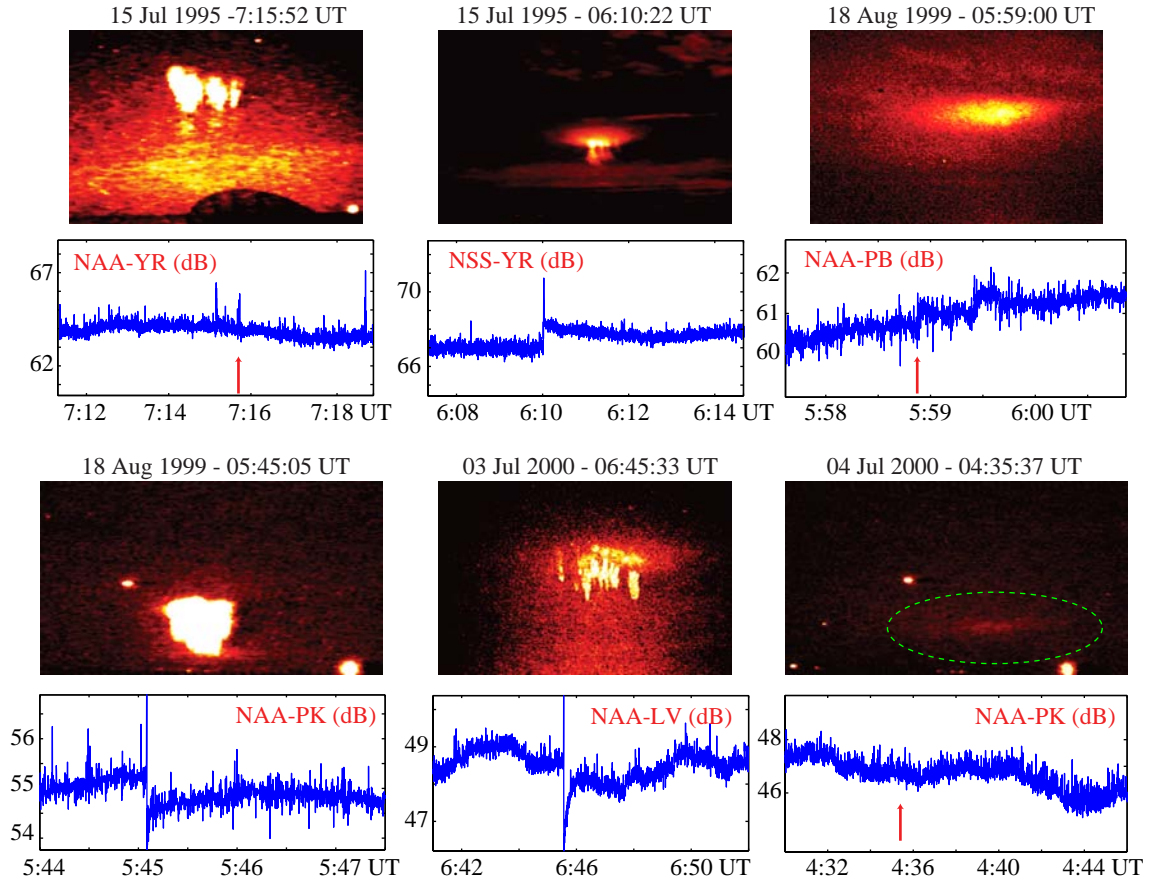 15 Jul 1995 -7:15:52 UT
15 Jul 1995 - 06:10:22 UT
18 Aug 1999 - 05:59:00 UT
NAA-YR (dB)
67
62
7:12 7:14 7:16 7:18 UT
NSS-YR (dB)
70
66
6:08 6:10 6:12 6:14 UT
NAA-PB (dB)
62
61
60
5:58 5:59 6:00 UT
18 Aug 1999 - 05:45:05 UT
03 Jul 2000 - 06:45:33 UT
04 Jul 2000 - 04:35:37 UT
NAA-PK (dB)
56
55
54
5:44 5:45 5:46 5:47 UT
NAA-LV (dB)
49
47
6:42 6:46 6:50 UT
NAA-PK (dB)
48
46
4:32 4:36 4:40 4:44 UT